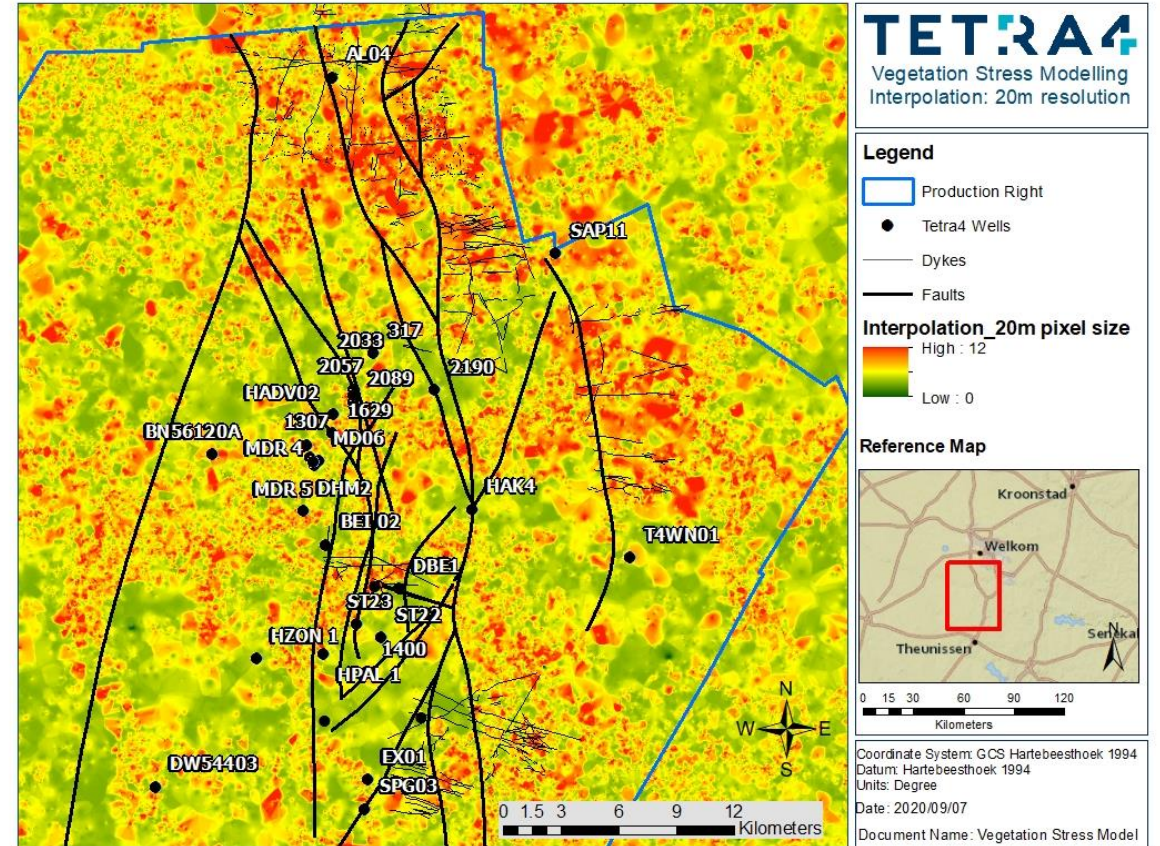 AL04
SAP11
317
2033
2057
2089
2190
HADV02
1629
1307
BN56120A
MD06
MDR 4
MDR 5
DHM2
HAK4
BEI 02
T4WN01
DBE1
ST23
ST22
HZON 1
1400
HPAL 1
EX01
DW54403
SPG03
N
W
E
S
0 1.5 3 6 9 12
Kilometers
TETRA4
Vegetation Stress Modelling
Interpolation: 20m resolution
Legend
Production Right
Tetra4 Wells
Dykes
Faults
Interpolation_20m pixel size
High : 12
Low : 0
Reference Map
Kroonstad
Welkom
Senekal
Theunissen
N
0 15 30 60 90 120
Kilometers
Coordinate System: GCS Hartebeesthoek 1994
Datum: Hartebeesthoek 1994
Units: Degree
Date: 2020/09/07
Document Name: Vegetation Stress Model